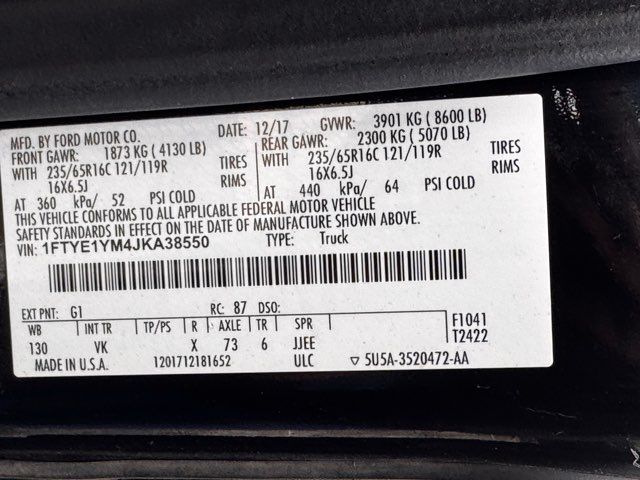 MFD. BY FORD MOTOR CO. DATE: 12/17 GVWR: 3901 KG ( 8600 LB)
FRONT GAWR: 1873 KG ( 4130 LB) REAR GAWR: 2300 KG ( 5070 LB)
WITH 235/65R16C 121/119R TIRES WITH 235/65R16C 121/119R TIRES
16X6.5J RIMS 16X6.5J RIMS
AT 360 kPa/ 52 PSI COLD AT 440 kPa/ 64 PSI COLD
THIS VEHICLE CONFORMS TO ALL APPLICABLE FEDERAL MOTOR VEHICLE
SAFETY STANDARDS IN EFFECT ON THE DATE OF MANUFACTURE SHOWN ABOVE.
VIN: 1FTYE1YM4JKA38550 TYPE: Truck
EXT PNT: G1 RC: 87 DSO:
WB INT TR TP/PS R AXLE TR SPR F1041
130 VK X 73 6 JJEE T2422
MADE IN U.S.A. 1201712181652 ULC ▽ 5U5A-3520472-AA